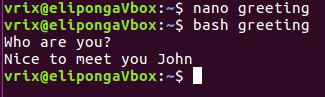 vrix@elipongaVbox:~$ nano greeting
vrix@elipongaVbox:~$ bash greeting
Who are you?
Nice to meet you John
vrix@elipongaVbox:~$